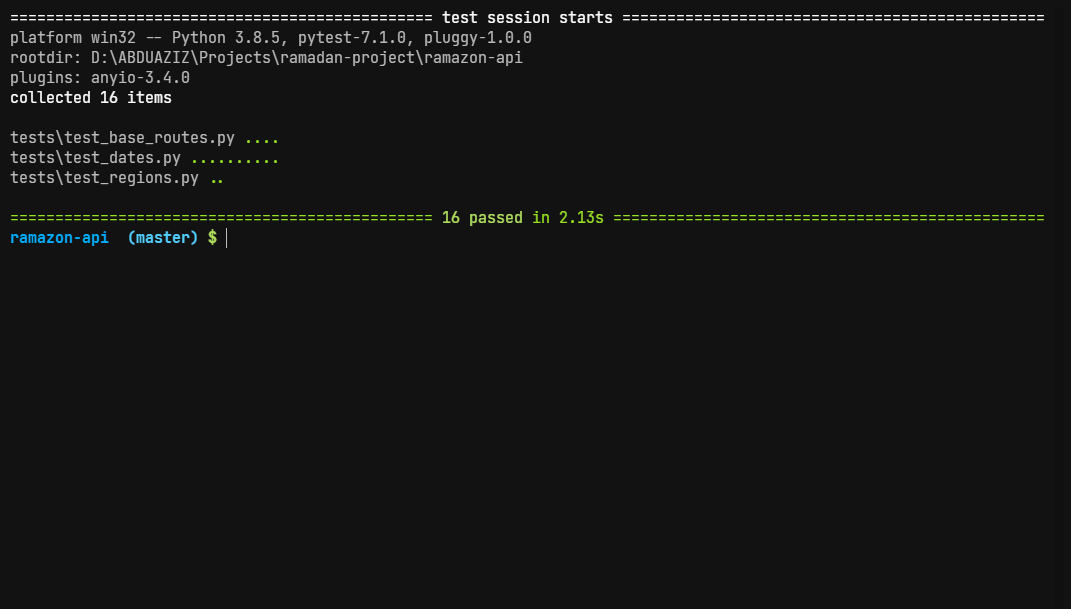 =============================================== test session starts ===============================================
platform win32 -- Python 3.8.5, pytest-7.1.0, pluggy-1.0.0
rootdir: D:\ABDUAZIZ\Projects\ramadan-project\ramazon-api
plugins: anyio-3.4.0
collected 16 items
tests\test_base_routes.py ....
tests\test_dates.py ..........
tests\test_regions.py ..
=============================================== 16 passed in 2.13s ================================================
ramazon-api  (master) $